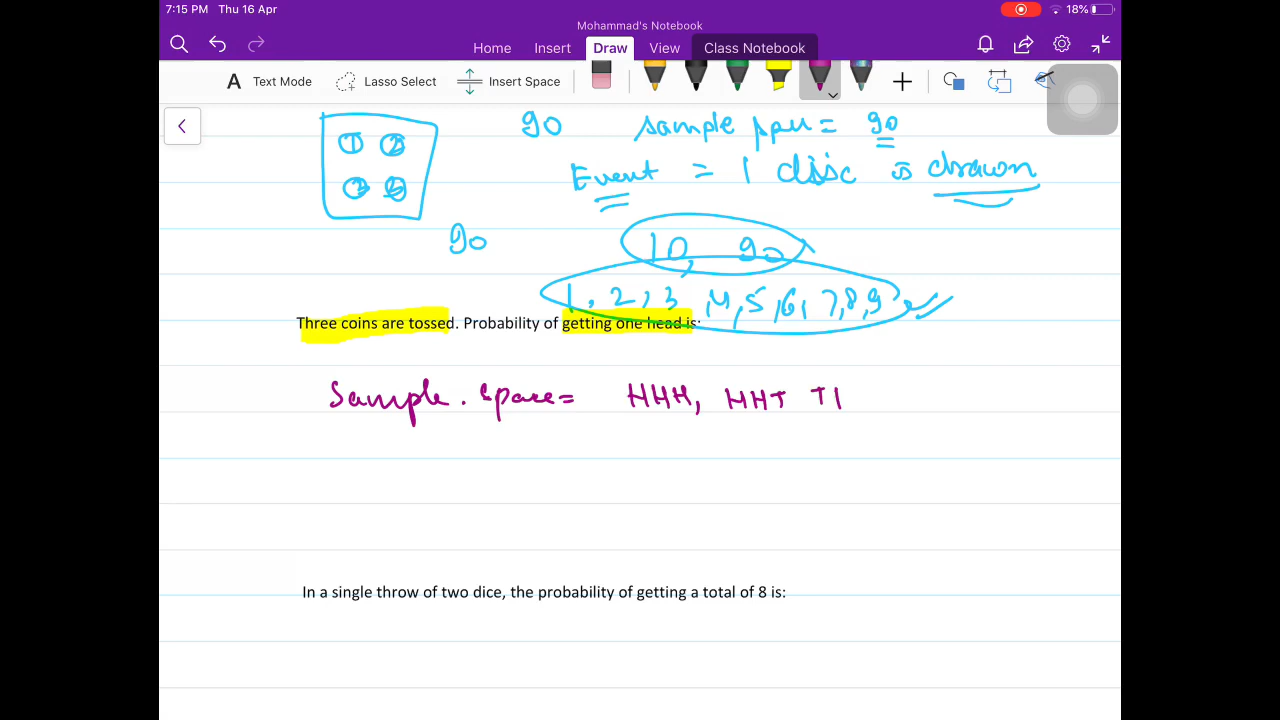 7:15 PM Thu 16 Apr 18%
Mohammad's Notebook
Home Insert Draw View Class Notebook
A Text Mode Lasso Select Insert Space
1 2 90 sample = 90
Event = 1 disc is drawn
3
90 10, 90
1, 2, 3, 4, 5, 6, 7, 8, 9
Three coins are tossed. Probability of getting one head is:
Sample. Space = HHH, HHT T
In a single throw of two dice, the probability of getting a total of 8 is: